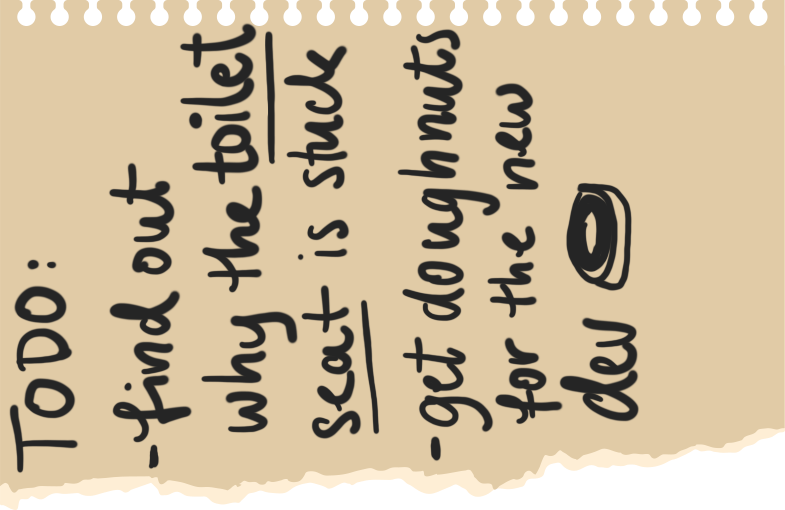 TODO:
-find out
why the toilet
seat is stuck
-get doughnuts
for the new
dev